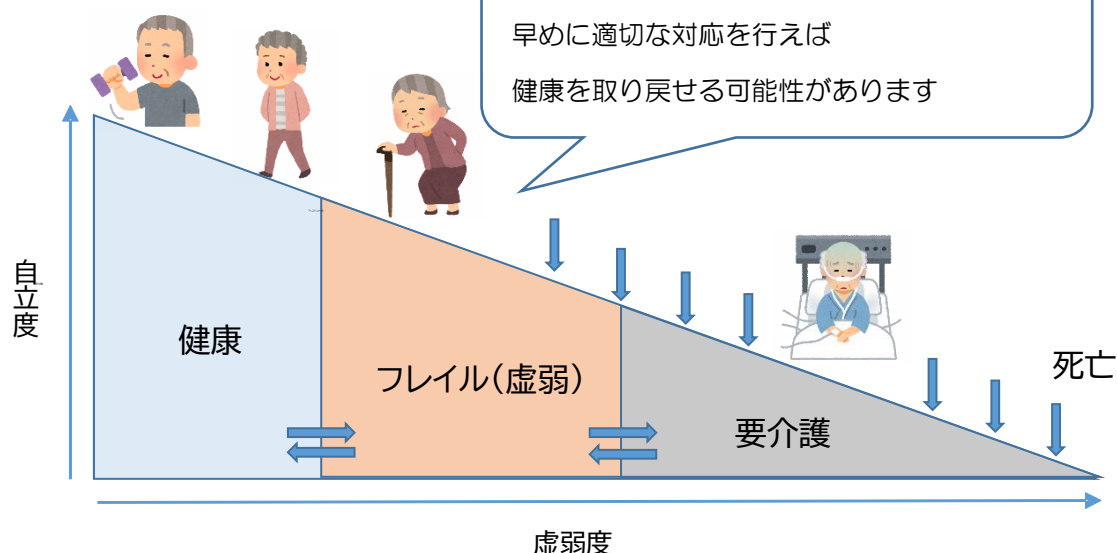 早めに適切な対応を行えば
健康を取り戻せる可能性があります
自立度
健康
フレイル(虚弱)
要介護
死亡
虚弱度